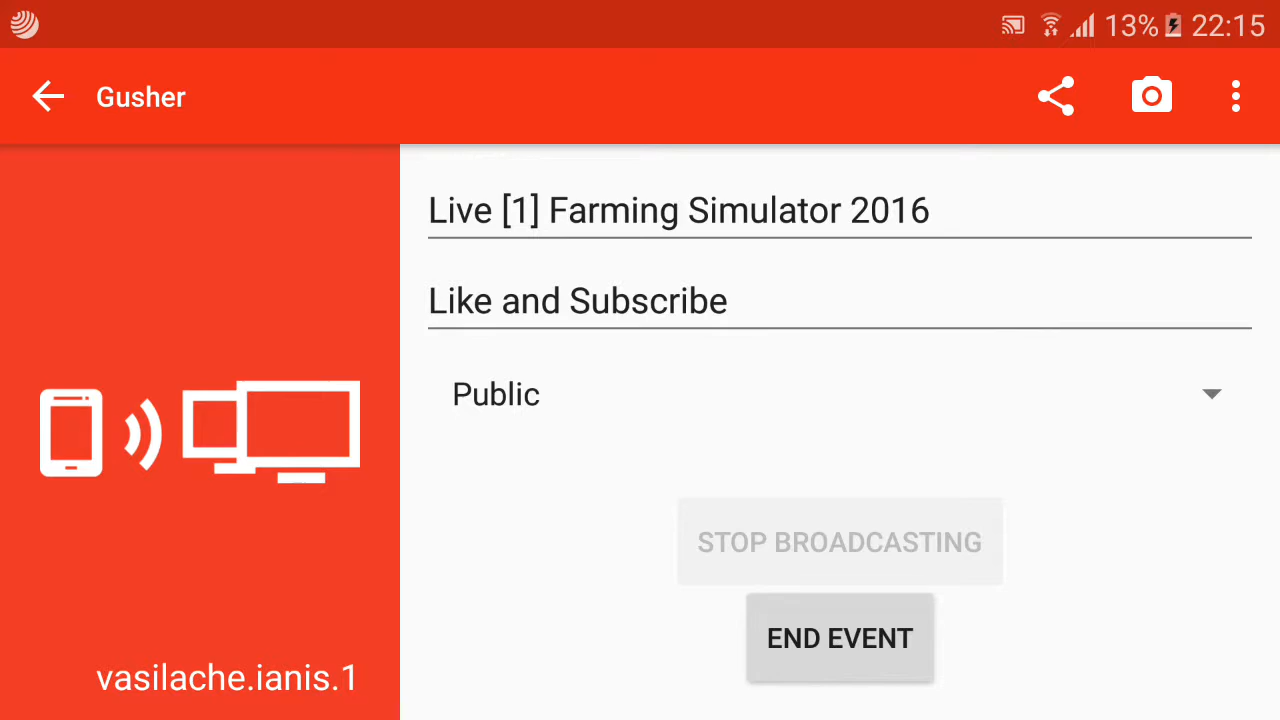 13% 22:15
Gusher
Live [1] Farming Simulator 2016
Like and Subscribe
Public
STOP BROADCASTING
END EVENT
vasilache.ianis.1